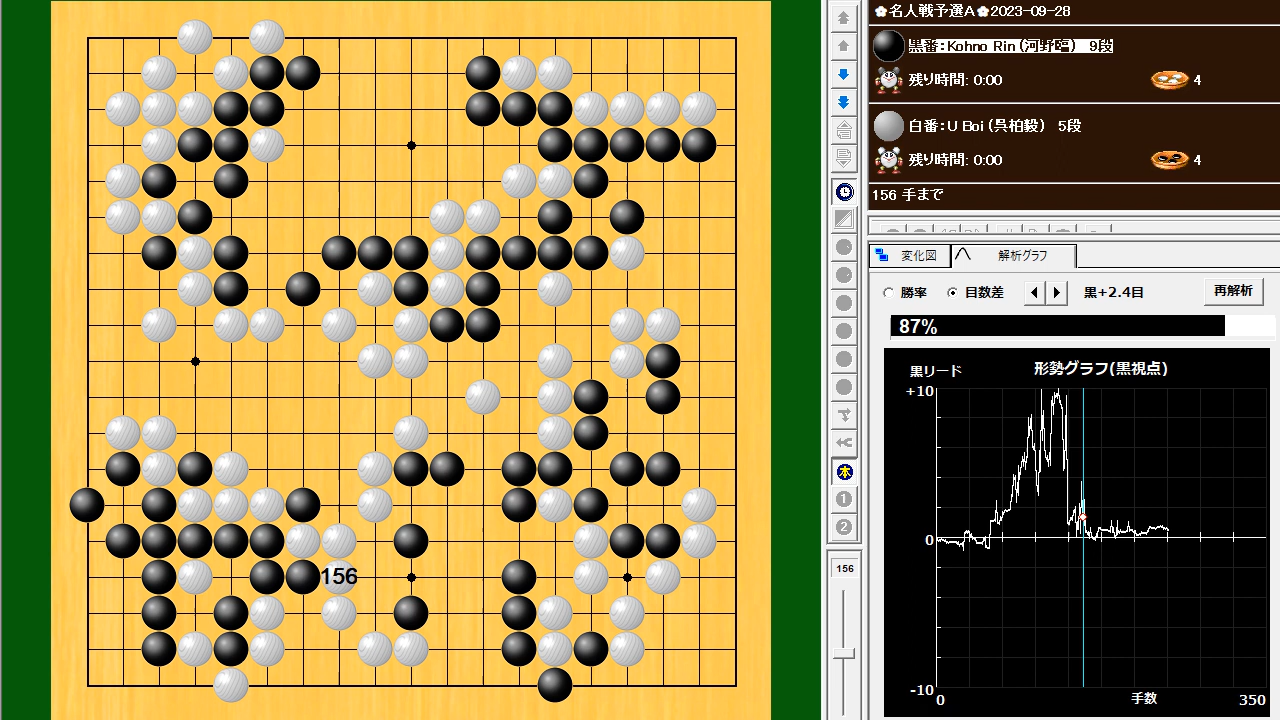 ✿名人戦予選A✿2023-09-28
黒番:Kohno Rin (河野臨) 9段
残り時間: 0:00 4
白番:U Boi (呉柏毅) 5段
残り時間: 0:00 4
156 手まで
変化図 解析グラフ
勝率 目数差 黒+2.4目 再解析
87%
形勢グラフ(黒視点)
黒リード
+10
0
-10
0 手数 350
本
1
2
156
156